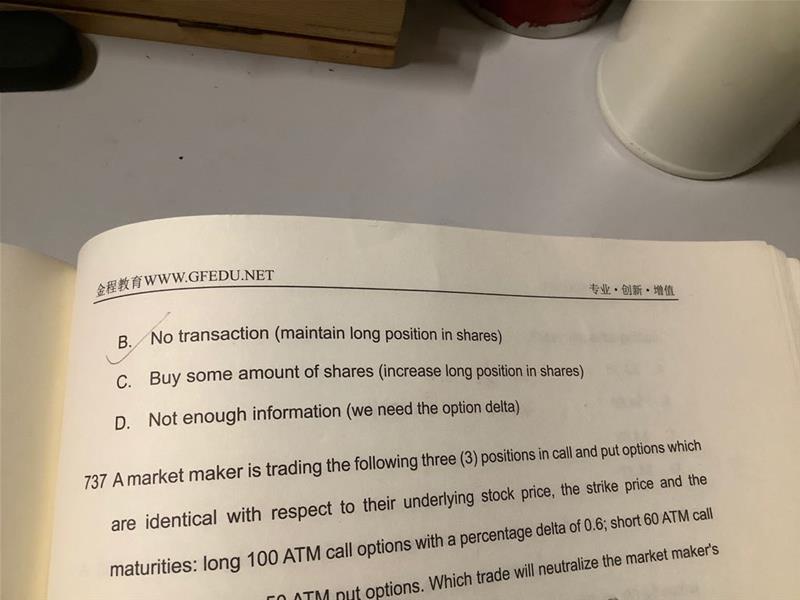 金程教育WWW.GFEDU.NET
专业·创新·增值
B. No transaction (maintain long position in shares)
C. Buy some amount of shares (increase long position in shares)
D. Not enough information (we need the option delta)
737 A market maker is trading the following three (3) positions in call and put options which
are identical with respect to their underlying stock price, the strike price and the
maturities: long 100 ATM call options with a percentage delta of 0.6; short 60 ATM call
50 ATM put options. Which trade will neutralize the market maker's